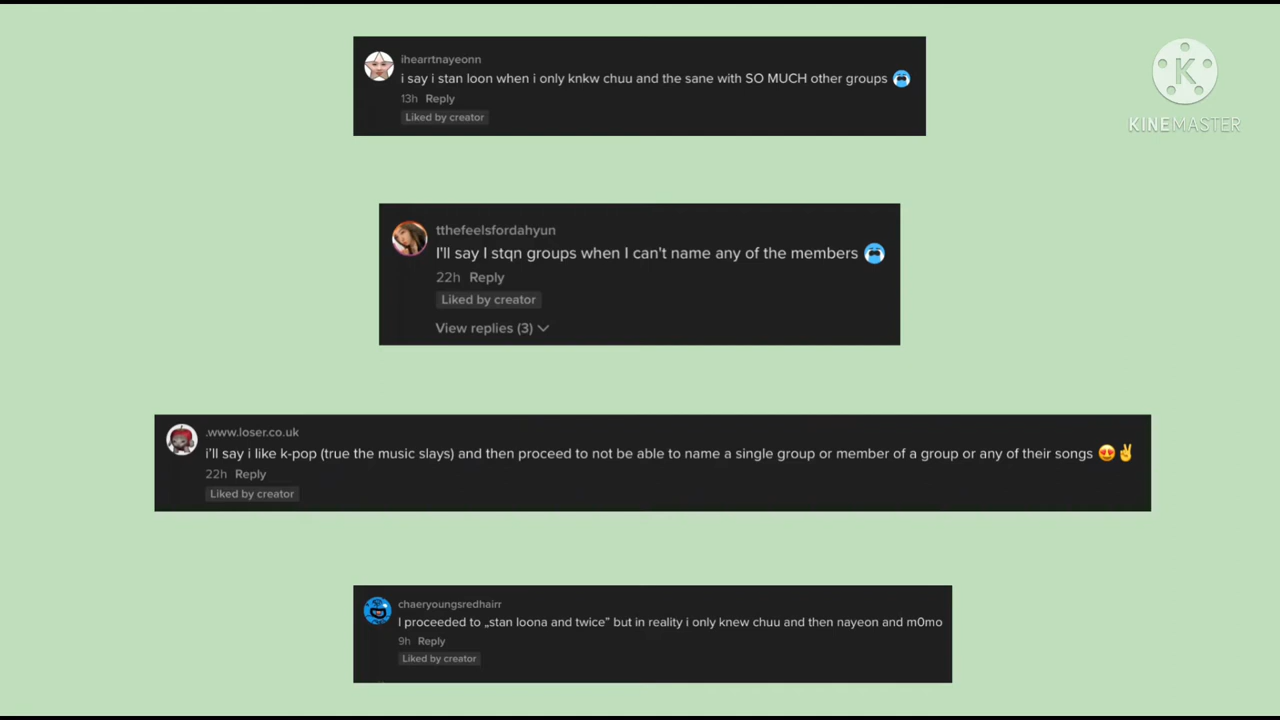 ihearrtnayeonn
i say i stan loon when i only knkw chuu and the sane with SO MUCH other groups 😭
13h Reply
Liked by creator
KINEMASTER
tthefeelsfordahyun
I'll say I stqn groups when I can't name any of the members 😭
22h Reply
Liked by creator
View replies (3)
.www.loser.co.uk
i'll say i like k-pop (true the music slays) and then proceed to not be able to name a single group or member of a group or any of their songs 😍✌
22h Reply
Liked by creator
chaeryoungsredhairr
I proceeded to „stan loona and twice” but in reality i only knew chuu and then nayeon and m0mo
9h Reply
Liked by creator